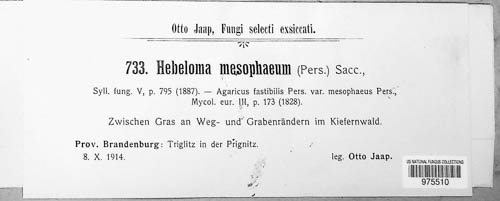 Otto Jaap, Fungi selecti exsiccati.
733. Hebeloma mesophaeum (Pers.) Sacc.,
Syll. fung. V, p. 795 (1887). — Agaricus fastibilis Pers. var. mesophaeus Pers.,
Mycol. eur. III, p. 173 (1828).
Zwischen Gras an Weg- und Grabenrändern im Kiefernwald.
Prov. Brandenburg: Triglitz in der Prignitz.
8. X. 1914. leg. Otto Jaap.
US NATIONAL FUNGUS COLLECTIONS
975510